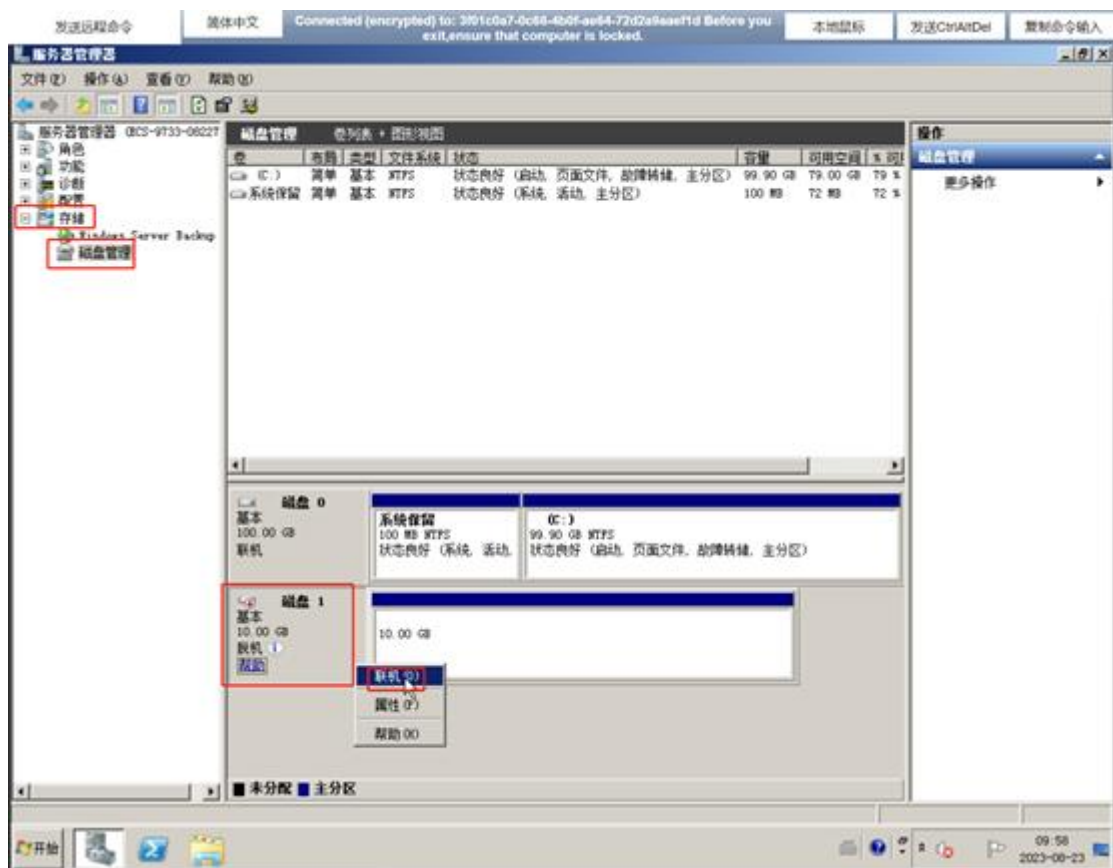 发送远程命令
简体中文
Connected (encrypted) to: 3f01c0a7-0c68-4b0f-ae64-72d2a9aaef1d Before you
exit,ensure that computer is locked.
本地鼠标
发送CtrlAltDel
复制命令输入
服务器管理器
文件(F) 操作(A) 查看(V) 帮助(H)
服务器管理器 (ECS-9733-08227
角色
功能
诊断
配置
存储
Windows Server Backup
磁盘管理
磁盘管理 卷列表 + 图形视图
卷 布局 类型 文件系统 状态 容量 可用空间 % 可用
(C:) 简单 基本 NTFS 状态良好 (启动, 页面文件, 故障转储, 主分区) 99.90 GB 79.00 GB 79 %
系统保留 简单 基本 NTFS 状态良好 (系统, 活动, 主分区) 100 MB 72 MB 72 %
操作
磁盘管理
更多操作
磁盘 0
基本
100.00 GB
联机
系统保留
100 MB NTFS
状态良好 (系统, 活动,
(C:)
99.90 GB NTFS
状态良好 (启动, 页面文件, 故障转储, 主分区)
磁盘 1
基本
10.00 GB
脱机
帮助
10.00 GB
联机(O)
属性(P)
帮助(H)
未分配 主分区
开始
09:58
2023-08-23